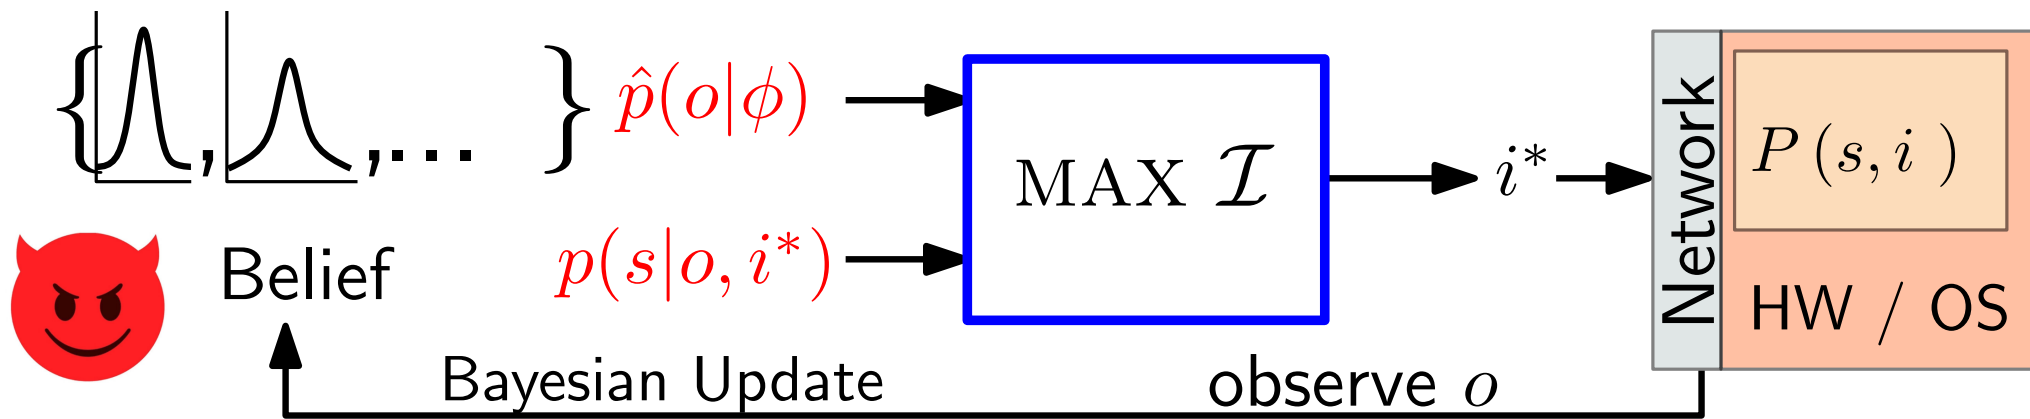 { , ,... } p̂(o|ϕ)
MAX ℐ
i*
Network
P(s, i )
p(s|o, i*)
Belief
HW / OS
Bayesian Update
observe o